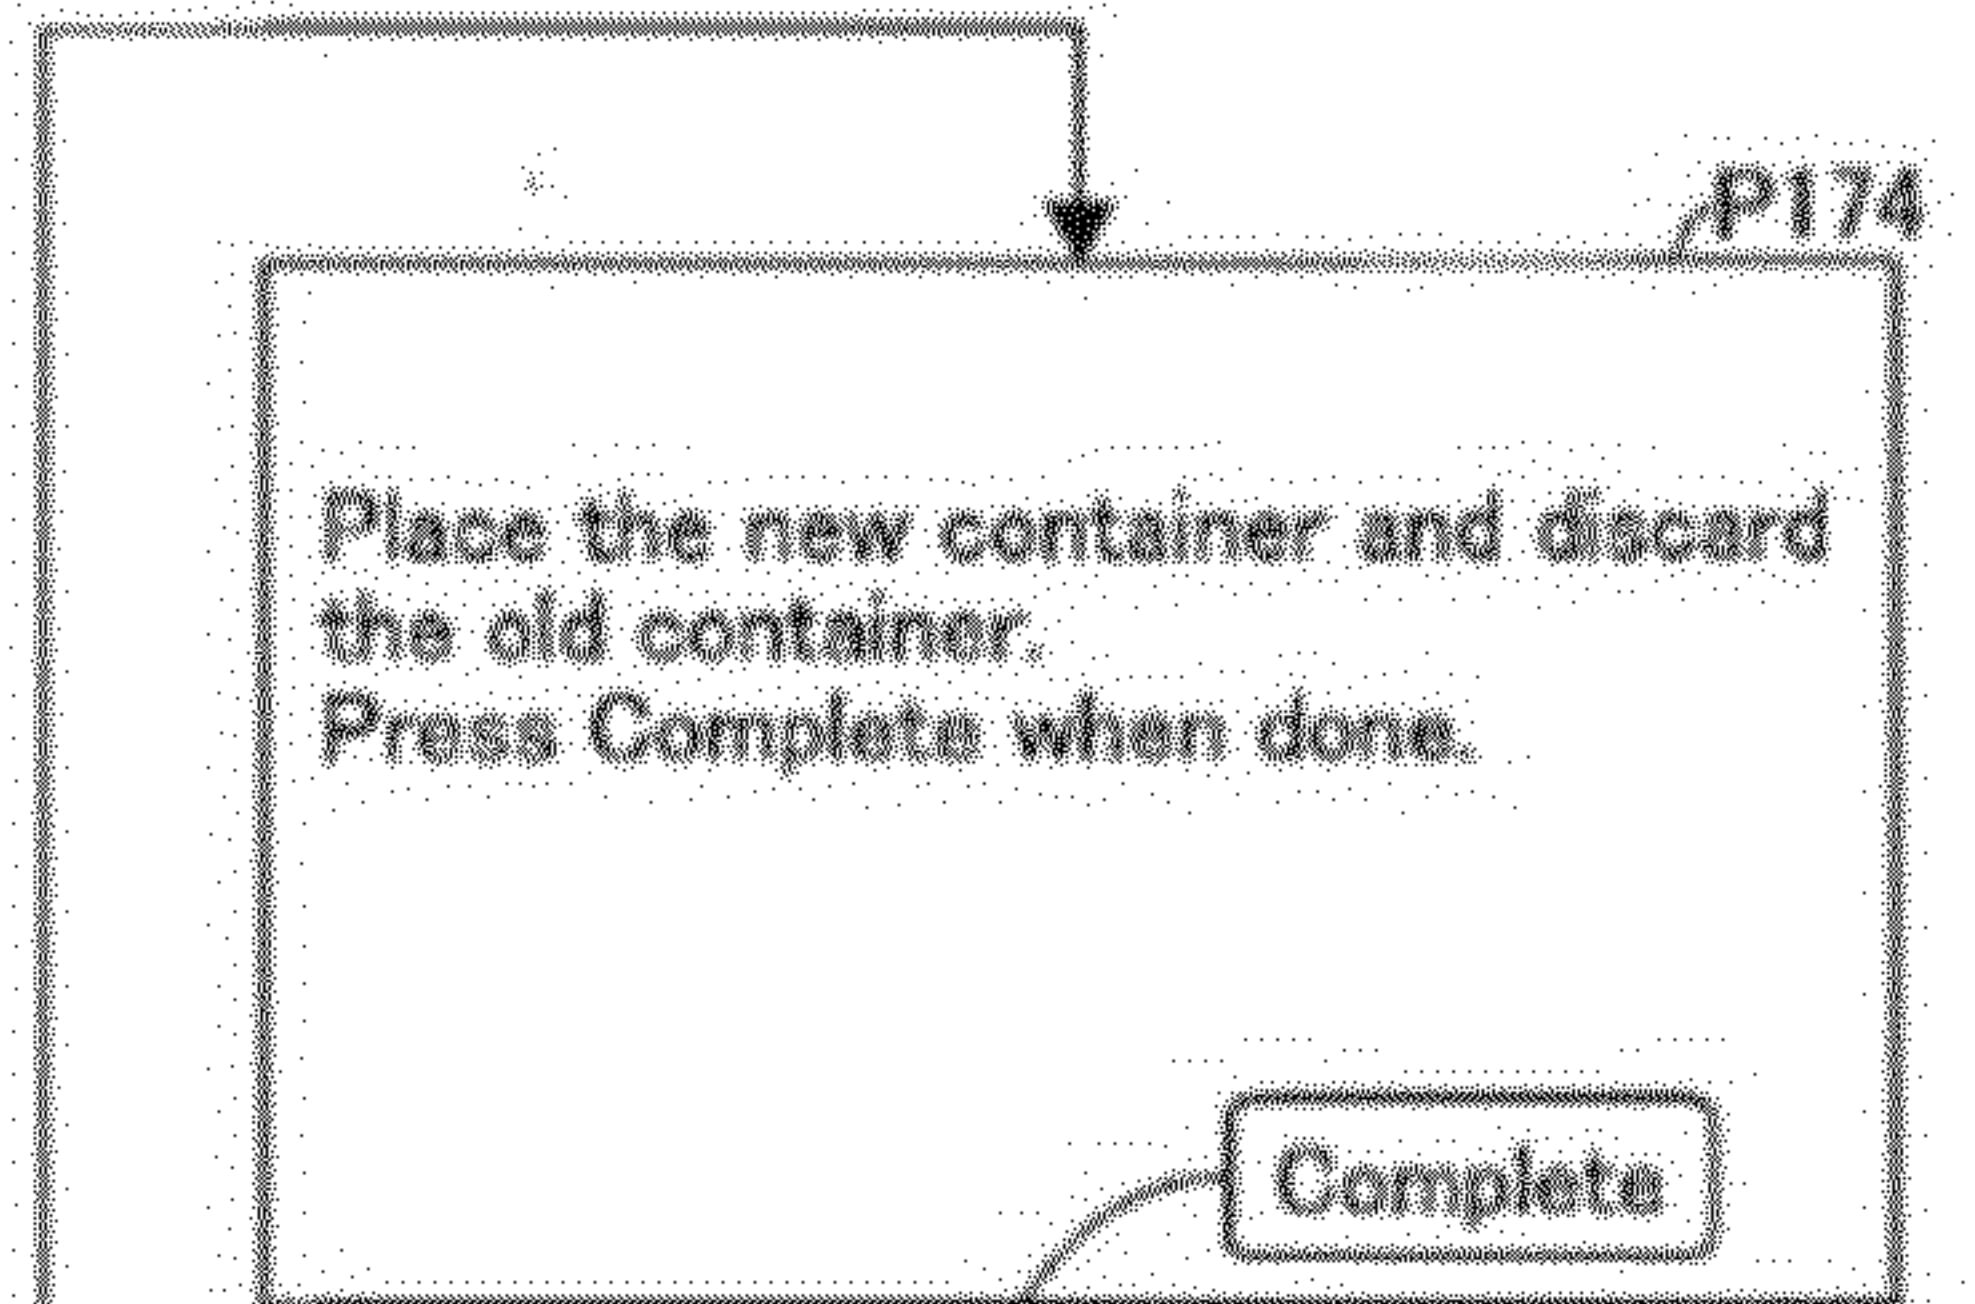 P174
Place the new container and discard
the old container.
Press Complete when done.
Complete